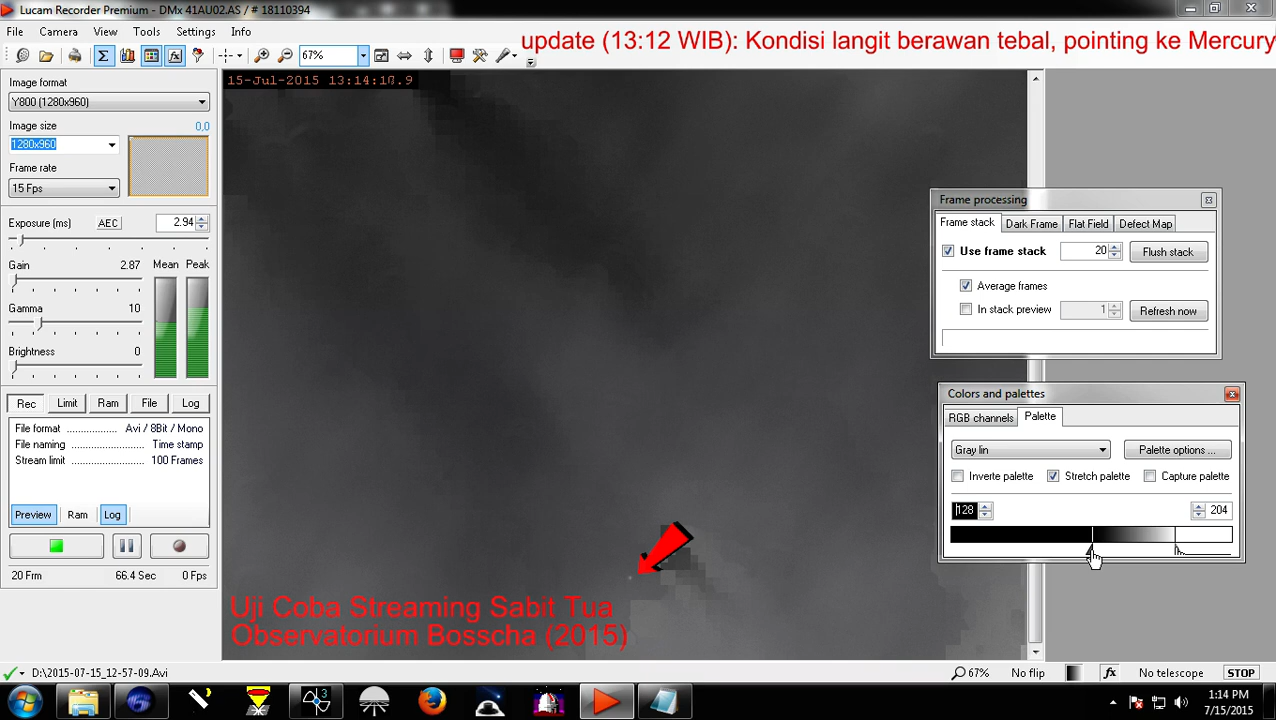 Lucam Recorder Premium - DMx 41AU02.AS / # 18110394
File Camera View Tools Settings Info
67%
update (13:12 WIB): Kondisi langit berawan tebal, pointing ke Mercury
Image format
Y800 (1280x960)
Image size 0,0
1280x960
Frame rate
15 Fps
Exposure (ms) AEC 2.94
Gain 2.87 Mean Peak
Gamma 10
Brightness 0
Rec Limit Ram File Log
File format Avi / 8Bit / Mono
File naming Time stamp
Stream limit 100 Frames
Preview Ram Log
20 Frm 66.4 Sec 0 Fps
Frame processing
Frame stack Dark Frame Flat Field Defect Map
Use frame stack 20 Flush stack
Average frames
In stack preview 1 Refresh now
Colors and palettes
RGB channels Palette
Gray lin Palette options ...
Inverte palette Stretch palette Capture palette
128 204
Uji Coba Streaming Sabit Tua
Observatorium Bosscha (2015)
D:\2015-07-15_12-57-09.Avi 67% No flip fx No telescope STOP
3
1:14 PM
7/15/2015